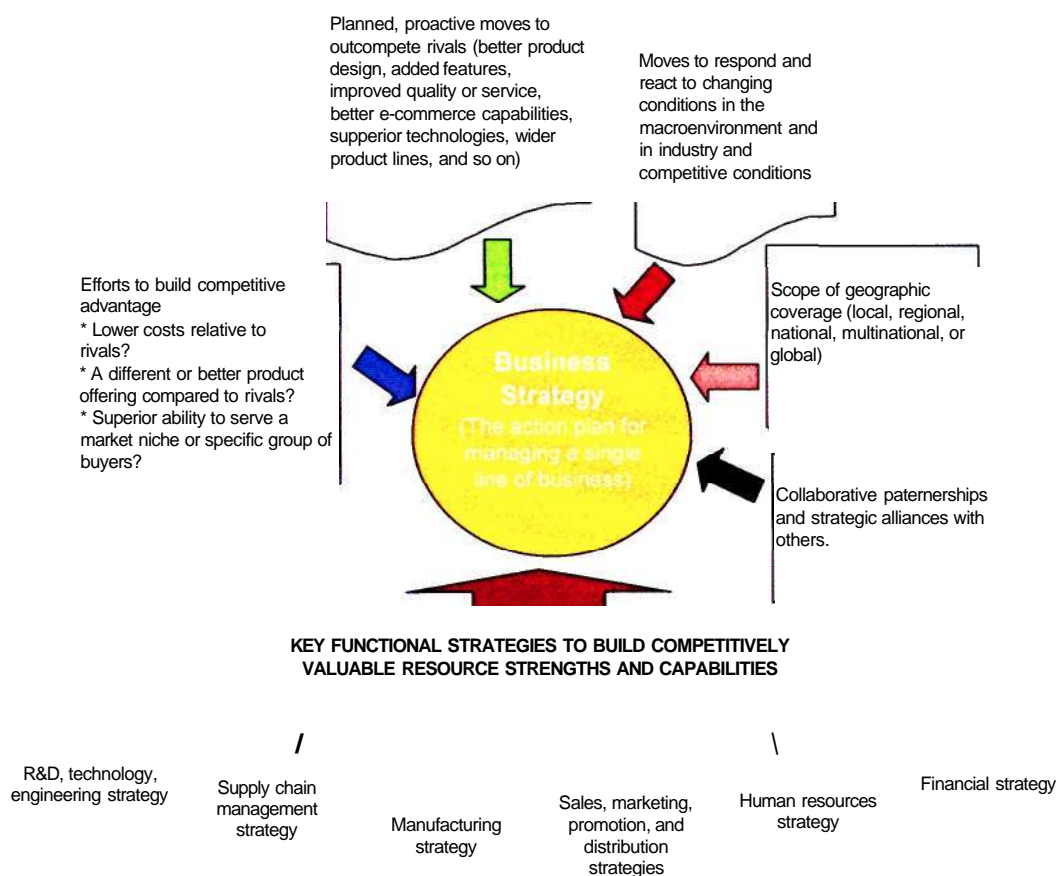 Planned, proactive moves to
outcompete rivals (better product
design, added features,
improved quality or service,
better e-commerce capabilities,
supperior technologies, wider
product lines, and so on)
Moves to respond and
react to changing
conditions in the
macroenvironment and
in industry and
competitive conditions
Efforts to build competitive
advantage
* Lower costs relative to
rivals?
* A different or better product
offering compared to rivals?
* Superior ability to serve a
market niche or specific group of
buyers?
Business
Strategy
(The action plan for
managing a single
line of business)
Scope of geographic
coverage (local, regional,
national, multinational, or
global)
Collaborative paternerships
and strategic alliances with
others.
KEY FUNCTIONAL STRATEGIES TO BUILD COMPETITIVELY
VALUABLE RESOURCE STRENGTHS AND CAPABILITIES
R&D, technology,
engineering strategy
Supply chain
management
strategy
Manufacturing
strategy
Sales, marketing,
promotion, and
distribution
strategies
Human resources
strategy
Financial strategy